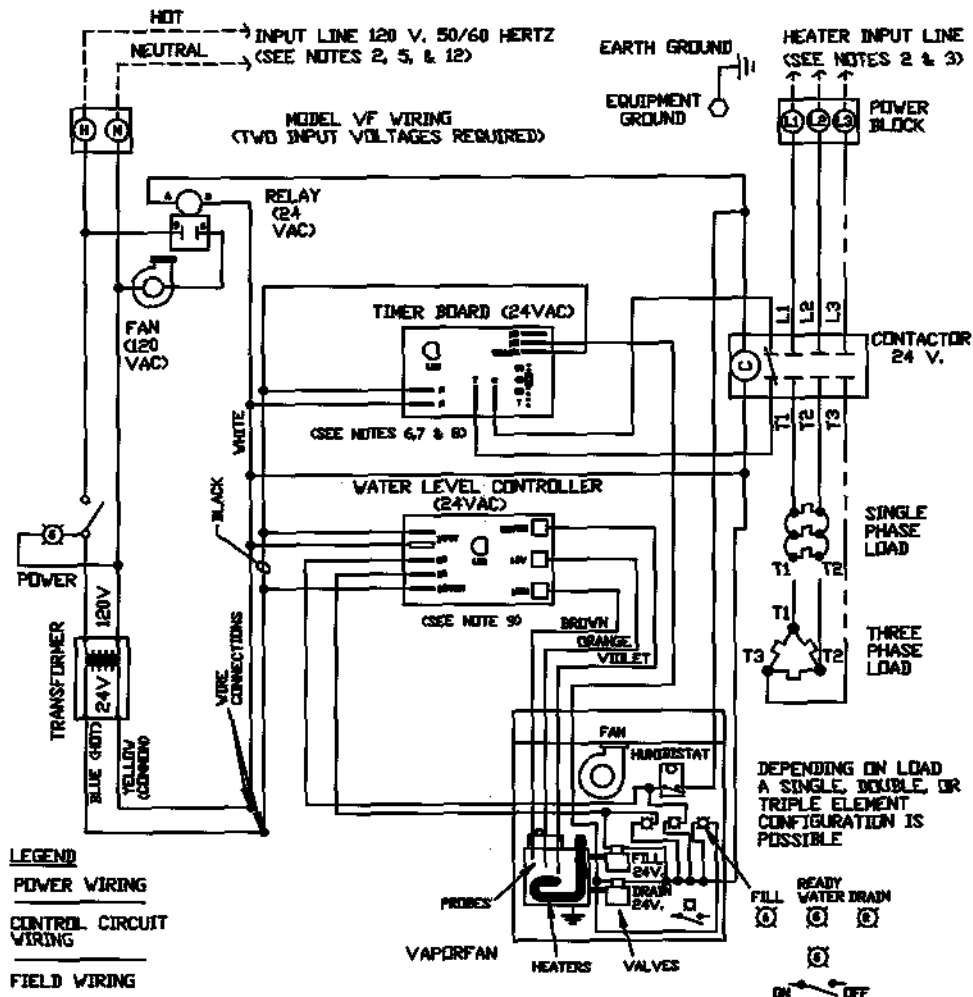 HOT
INPUT LINE 120 V. 50/60 HERTZ
NEUTRAL
(SEE NOTES 2, 5, & 12)
EARTH GROUND
HEATER INPUT LINE
(SEE NOTES 2 & 3)
EQUIPMENT
GROUND
H N
MODEL VF WIRING
(TWO INPUT VOLTAGES REQUIRED)
L1 L2 L3
POWER
BLOCK
RELAY
(24
VAC)
FAN
(120
VAC)
TIMER BOARD (24VAC)
L1 L2 L3
CONTACTOR
24 V.
C
(SEE NOTES 6,7 & 8)
T1 T2 T3
WHITE
BLACK
WATER LEVEL CONTROLLER
(24VAC)
SINGLE
PHASE
LOAD
T1 T2
POWER
(SEE NOTE 9)
BROWN
ORANGE
VIOLET
T1
T3 T2
THREE
PHASE
LOAD
TRANSFORMER
120V
24V
WIRE
CONNECTIONS
BLUE (HOT)
YELLOW
(COMMON)
FAN
HUMIDISTAT
DEPENDING ON LOAD
A SINGLE, DOUBLE, OR
TRIPLE ELEMENT
CONFIGURATION IS
POSSIBLE
FILL
24V.
DRAIN
24V.
PROBES
VAPORFAN
HEATERS
VALVES
FILL
READY
WATER
DRAIN
ON
OFF
LEGEND
POWER WIRING
CONTROL CIRCUIT
WIRING
FIELD WIRING